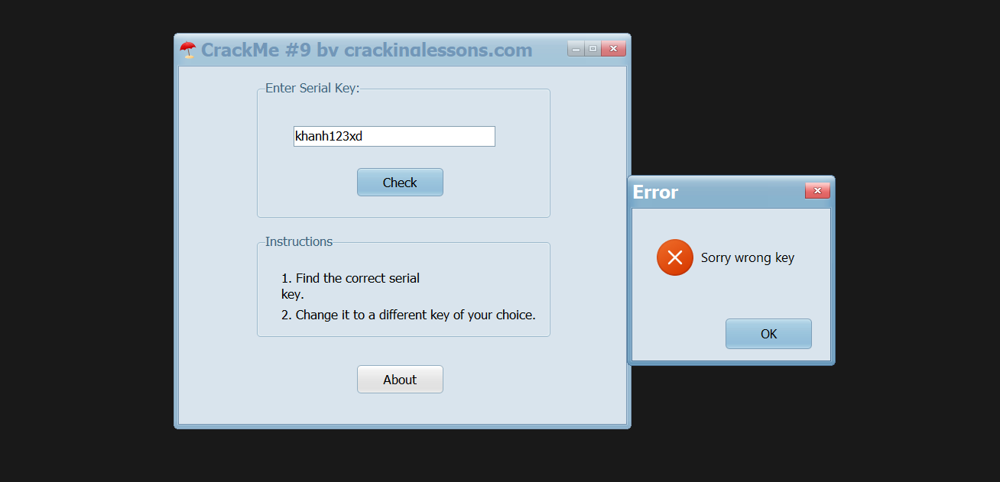 CrackMe #9 by crackinglessons.com
Enter Serial Key:
khanh123xd
Check
Error
Sorry wrong key
OK
Instructions
1. Find the correct serial
key.
2. Change it to a different key of your choice.
About